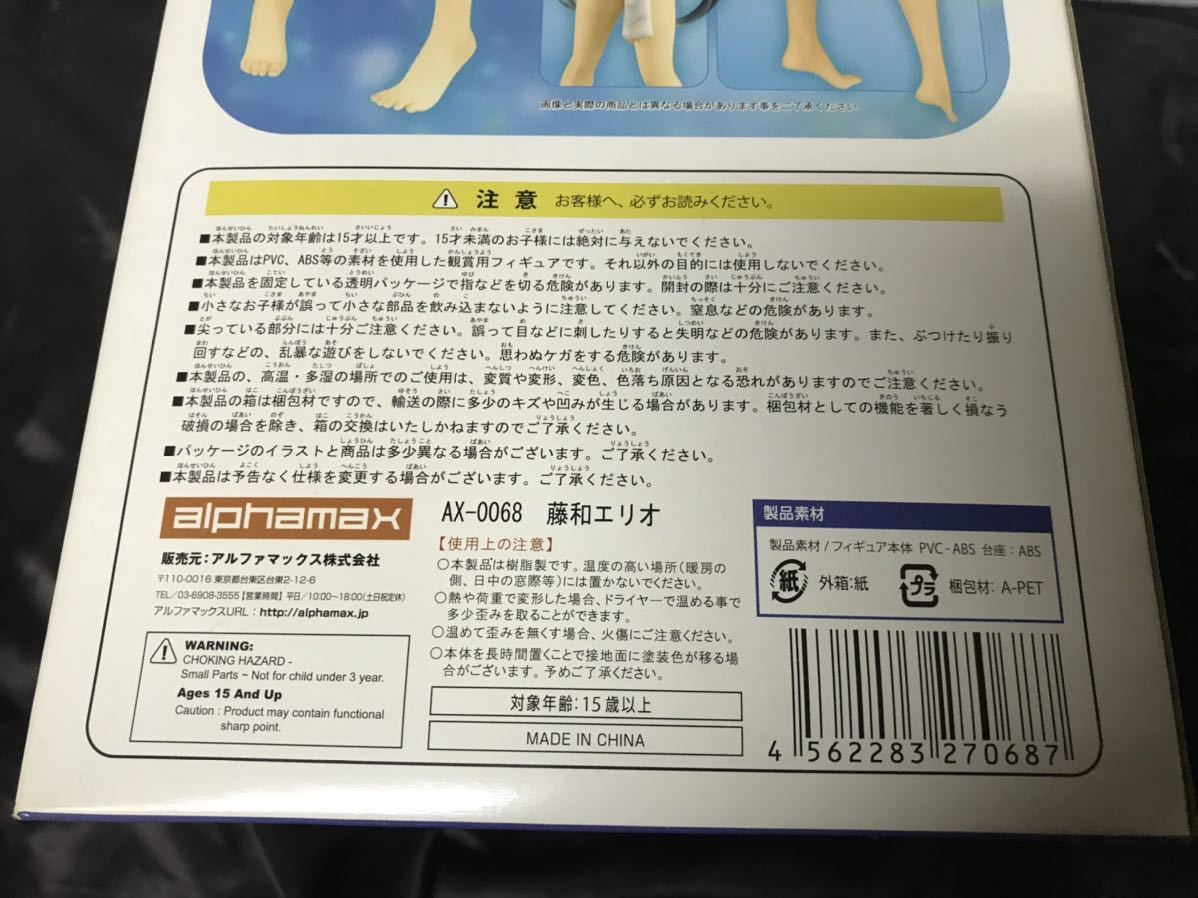 画像と実際の商品とは異なる場合があります事をご了承ください
⚠ 注意 お客様へ、必ずお読みください。
■本製品の対象年齢は15才以上です。15才未満のお子様には絶対に与えないでください。
■本製品はPVC、ABS等の素材を使用した観賞用フィギュアです。それ以外の目的には使用しないでください。
■本製品を固定している透明パッケージで指などを切る危険があります。開封の際は十分にご注意ください。
■小さなお子様が誤って小さな部品を飲み込まないように注意してください。窒息などの危険があります。
■尖っている部分には十分ご注意ください。誤って目などに刺したりすると失明などの危険があります。また、ぶつけたり振り
回すなどの、乱暴な遊びをしないでください。思わぬケガをする危険があります。
■本製品の、高温・多湿の場所でのご使用は、変質や変形、変色、色落ち原因となる恐れがありますのでご注意ください。
■本製品の箱は梱包材ですので、輸送の際に多少のキズや凹みが生じる場合があります。梱包材としての機能を著しく損なう
破損の場合を除き、箱の交換はいたしかねますのでご了承ください。
■パッケージのイラストと商品は多少異なる場合がございます。ご了承ください。
■本製品は予告なく仕様を変更する場合がございます。ご了承ください。
alphamax
販売元:アルファマックス株式会社
〒110-0016 東京都台東区台東2-12-6
TEL/03-6908-3555【営業時間】平日/10:00~18:00(土日祝定休)
アルファマックスURL:http://alphamax.jp
WARNING:
CHOKING HAZARD -
Small Parts ~ Not for child under 3 year.
Ages 15 And Up
Caution : Product may contain functional
sharp point.
AX-0068 藤和エリオ
【使用上の注意】
○本製品は樹脂製です。温度の高い場所(暖房の
側、日中の窓際等)には置かないでください。
○熱や荷重で変形した場合、ドライヤーで温める事で
多少歪みを取ることができます。
○温めて歪みを無くす場合、火傷にご注意ください。
○本体を長時間置くことで接地面に塗装色が移る場
合がございます。予めご了承ください。
対象年齢:15歳以上
MADE IN CHINA
製品素材
製品素材/フィギュア本体 PVC-ABS 台座:ABS
紙 外箱:紙
プラ 梱包材:A-PET
4 562283 270687